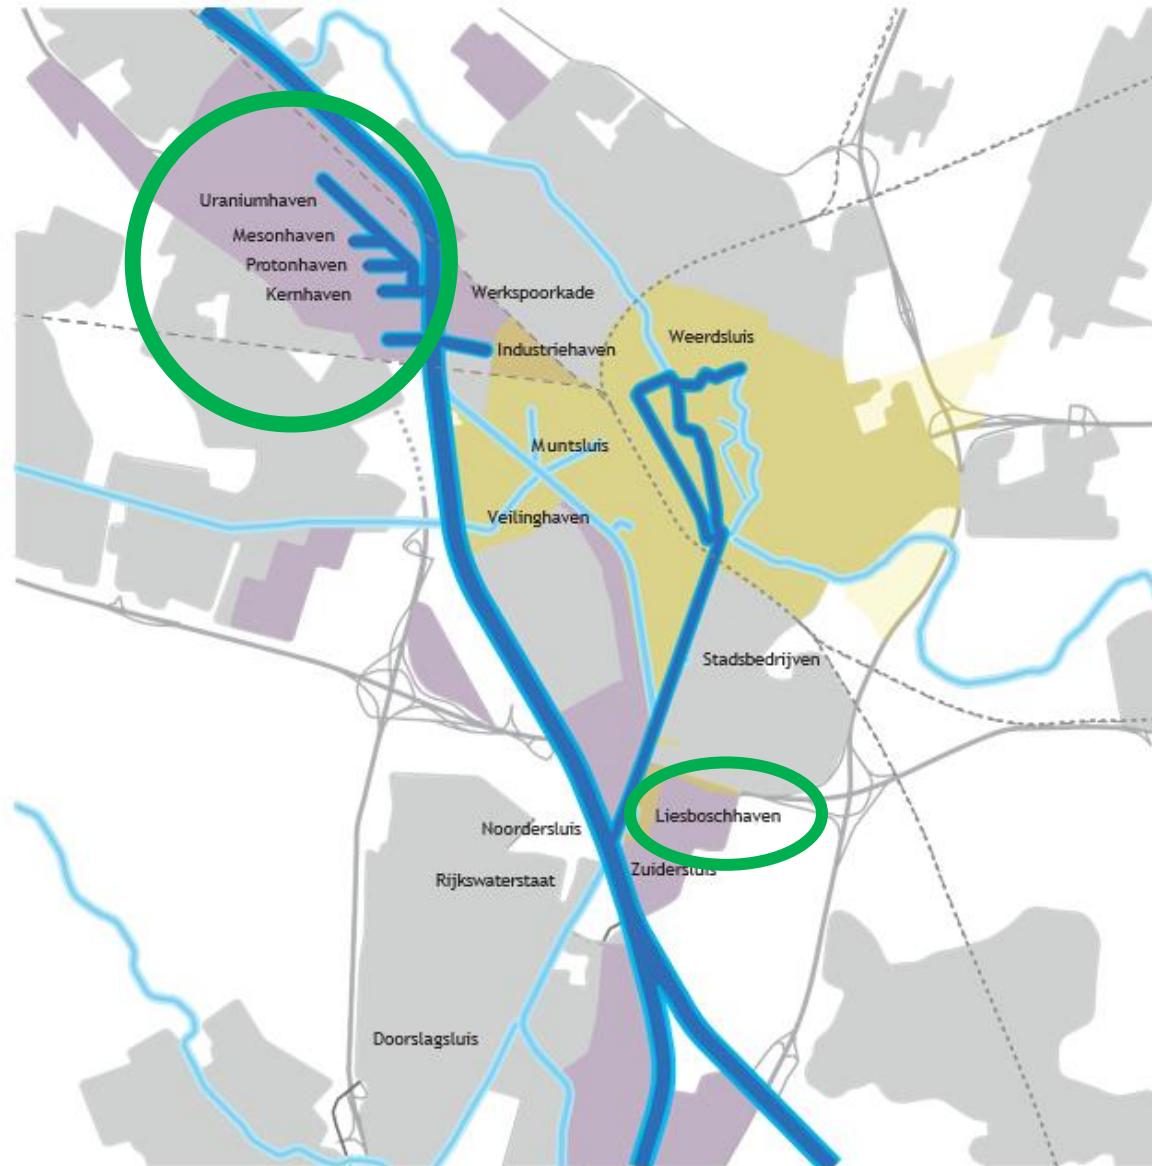 Uraniumhaven
Mesonhaven
Protonhaven
Kernhaven
Werkspoorkade
Weerdsluis
Industriehaven
Muntsluis
Veilinghaven
Stadsbedrijven
Liesboschhaven
Noordersluis
Zuidersluis
Rijkswaterstaat
Doorslagsluis